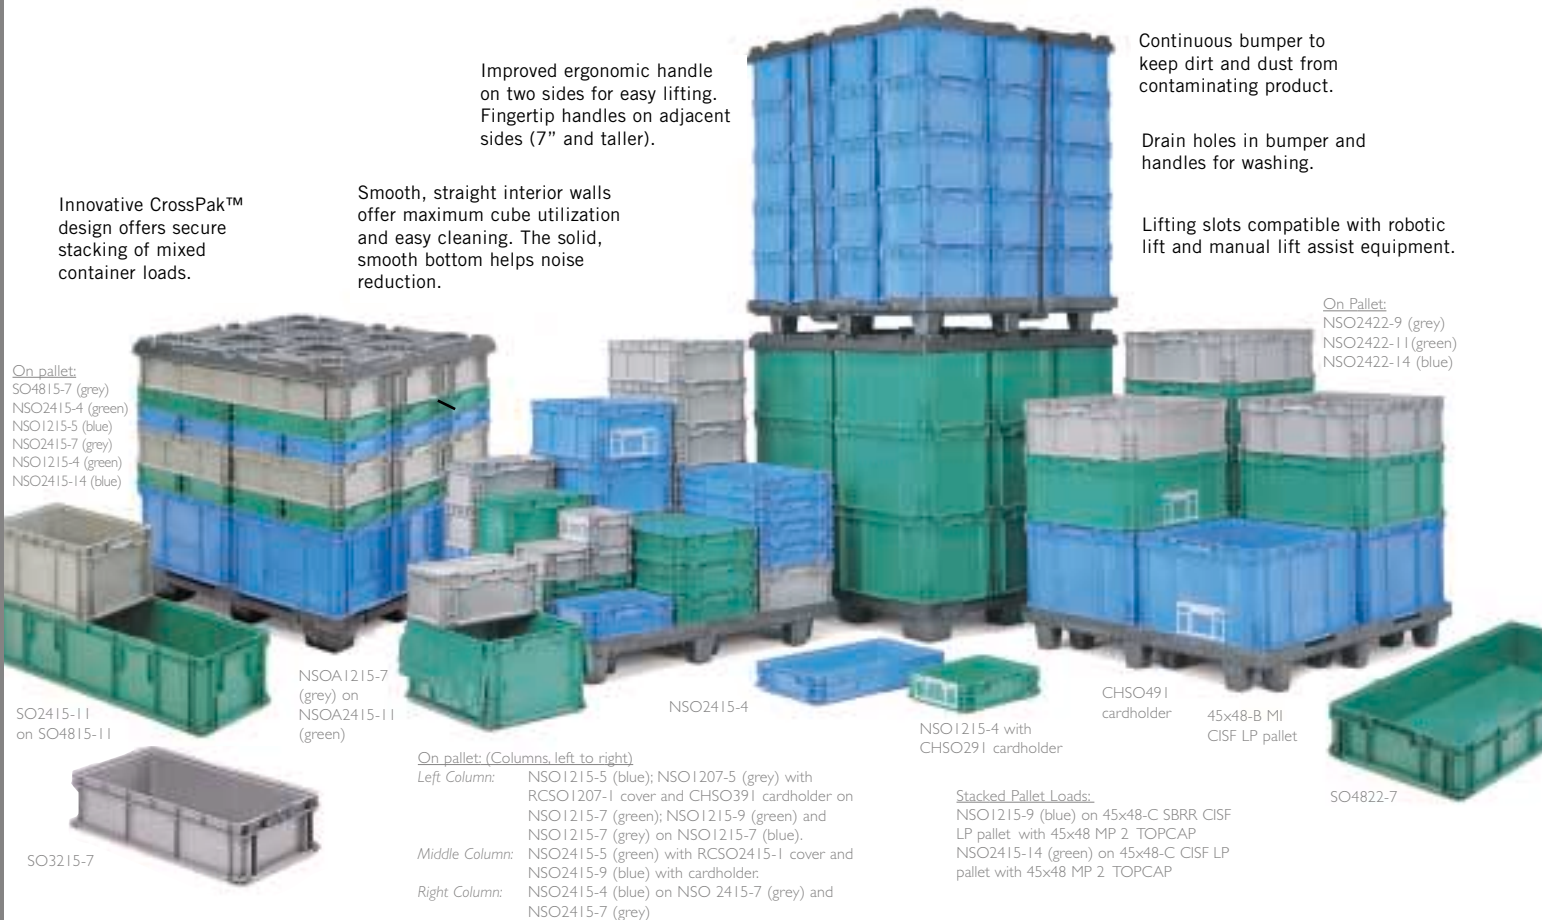 Improved ergonomic handle
on two sides for easy lifting.
Fingertip handles on adjacent
sides (7” and taller).
Continuous bumper to
keep dirt and dust from
contaminating product.
Drain holes in bumper and
handles for washing.
Innovative CrossPak™
design offers secure
stacking of mixed
container loads.
Smooth, straight interior walls
offer maximum cube utilization
and easy cleaning. The solid,
smooth bottom helps noise
reduction.
Lifting slots compatible with robotic
lift and manual lift assist equipment.
On Pallet:
NSO2422-9 (grey)
NSO2422-11(green)
NSO2422-14 (blue)
On pallet:
SO4815-7 (grey)
NSO2415-4 (green)
NSO1215-5 (blue)
NSO2415-7 (grey)
NSO1215-4 (green)
NSO2415-14 (blue)
SO2415-11
on SO4815-11
NSOA1215-7
(grey) on
NSOA2415-11
(green)
NSO2415-4
NSO1215-4 with
CHSO291 cardholder
CHSO491
cardholder
45x48-B MI
CISF LP pallet
SO4822-7
SO3215-7
On pallet: (Columns, left to right)
Left Column: NSO1215-5 (blue); NSO1207-5 (grey) with
RCSO1207-1 cover and CHSO391 cardholder on
NSO1215-7 (green); NSO1215-9 (green) and
NSO1215-7 (grey) on NSO1215-7 (blue).
Middle Column: NSO2415-5 (green) with RCSO2415-1 cover and
NSO2415-9 (blue) with cardholder.
Right Column: NSO2415-4 (blue) on NSO 2415-7 (grey) and
NSO2415-7 (grey)
Stacked Pallet Loads:
NSO1215-9 (blue) on 45x48-C SBRR CISF
LP pallet with 45x48 MP 2 TOPCAP
NSO2415-14 (green) on 45x48-C CISF LP
pallet with 45x48 MP 2 TOPCAP